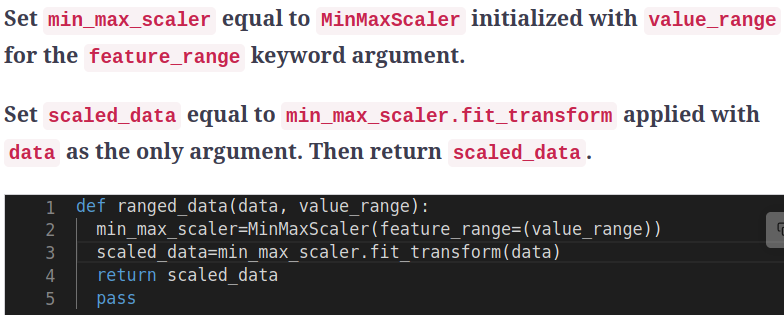 Set min_max_scaler equal to MinMaxScaler initialized with value_range
for the feature_range keyword argument.
Set scaled_data equal to min_max_scaler.fit_transform applied with
data as the only argument. Then return scaled_data.
1 def ranged_data(data, value_range):
2 min_max_scaler=MinMaxScaler(feature_range=(value_range))
3 scaled_data=min_max_scaler.fit_transform(data)
4 return scaled_data
5 pass